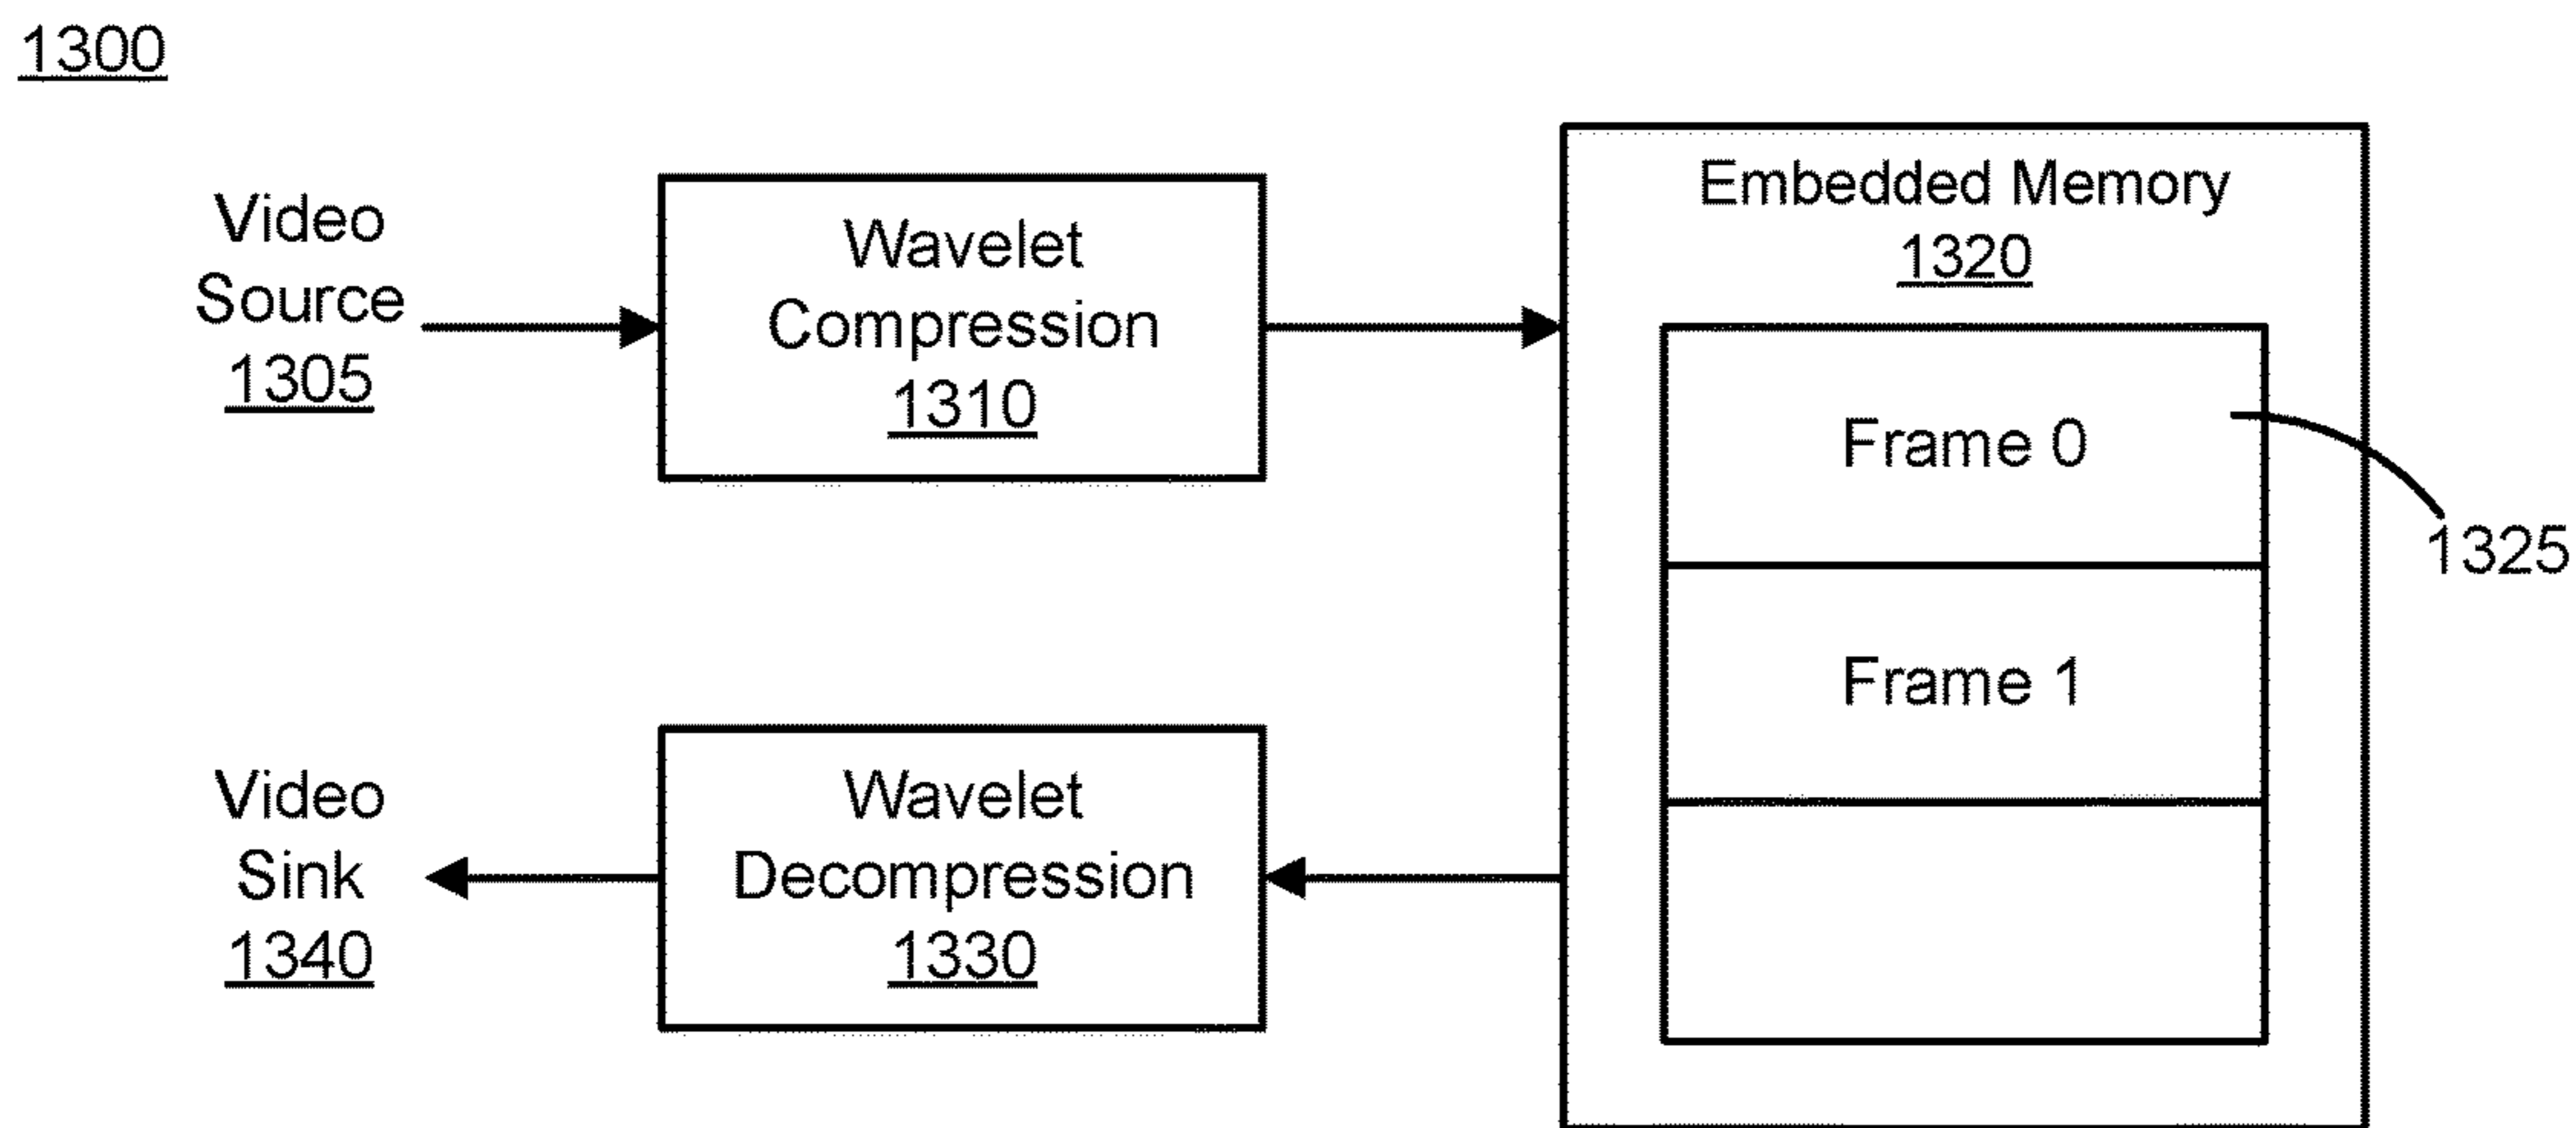 1300
Video
Source
1305
Wavelet
Compression
1310
Embedded Memory
1320
Frame 0
Frame 1
1325
Video
Sink
1340
Wavelet
Decompression
1330